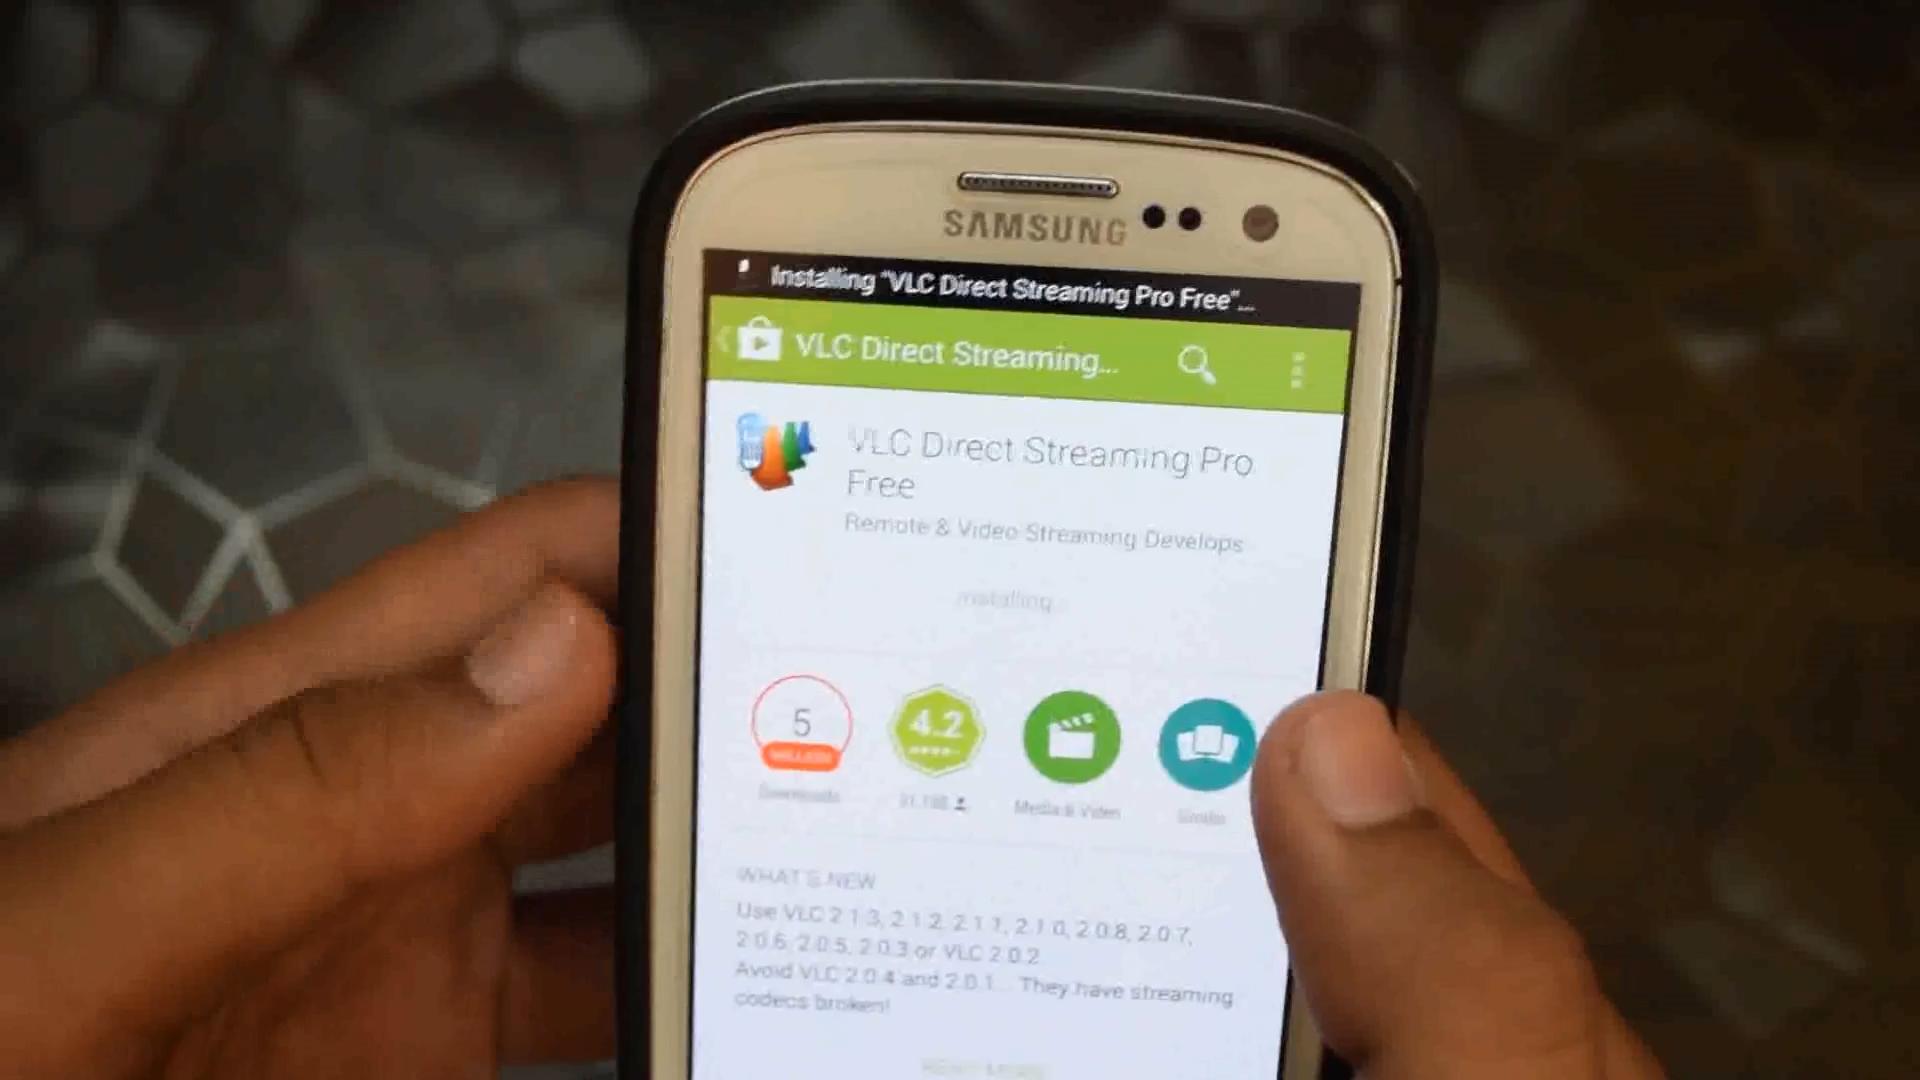 SAMSUNG
Installing "VLC Direct Streaming Pro Free"...
VLC Direct Streaming...
VLC Direct Streaming Pro
Free
Remote & Video Streaming Develops
Installing...
5
MILLION
4.2
Downloads
Media & Video
Similar
WHAT'S NEW
Use VLC 2.1.3, 2.1.2, 2.1.1, 2.1.0, 2.0.8, 2.0.7,
2.0.6, 2.0.5, 2.0.3 or VLC 2.0.2
Avoid VLC 2.0.4 and 2.0.1... They have streaming
codecs broken!
READ MORE